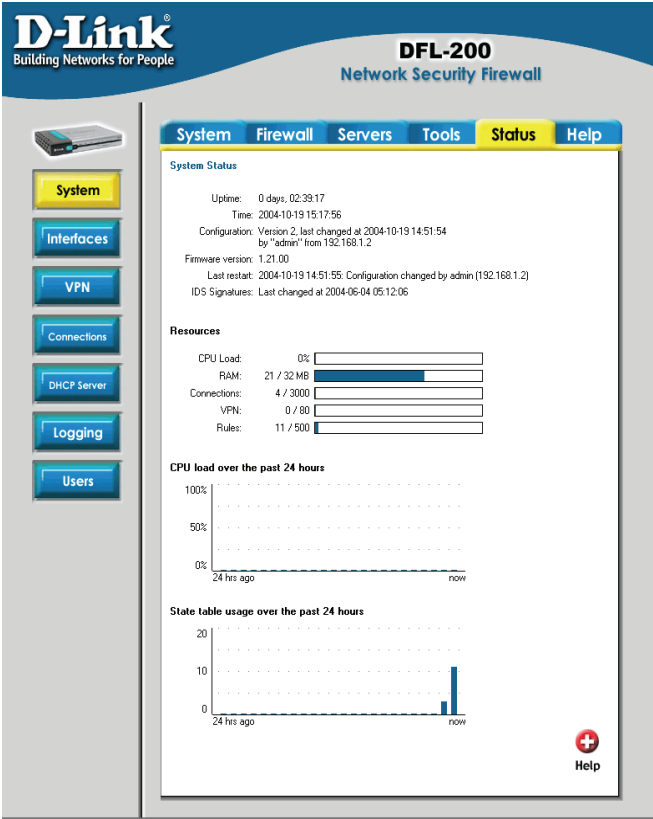 D-Link®
Building Networks for People
DFL-200
Network Security Firewall
System Firewall Servers Tools Status Help
System
Interfaces
VPN
Connections
DHCP Server
Logging
Users
System Status
Uptime: 0 days, 02:39:17
Time: 2004-10-19 15:17:56
Configuration: Version 2, last changed at 2004-10-19 14:51:54
by "admin" from 192.168.1.2
Firmware version: 1.21.00
Last restart: 2004-10-19 14:51:55: Configuration changed by admin (192.168.1.2)
IDS Signatures: Last changed at 2004-06-04 05:12:06
Resources
CPU Load: 0%
RAM: 21 / 32 MB
Connections: 4 / 3000
VPN: 0 / 80
Rules: 11 / 500
CPU load over the past 24 hours
100%
50%
0%
24 hrs ago now
State table usage over the past 24 hours
20
10
0
24 hrs ago now
Help